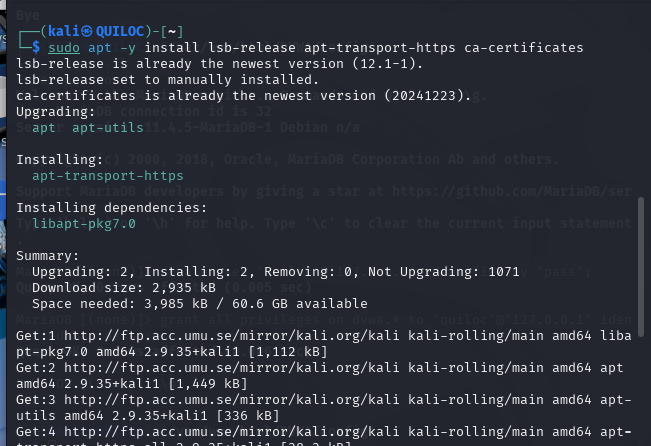 Bye
┌──(kali㉿QUILOC)-[~]
└─$ sudo apt -y install lsb-release apt-transport-https ca-certificates
lsb-release is already the newest version (12.1-1).
lsb-release set to manually installed.
ca-certificates is already the newest version (20241223).
Upgrading:
apt  apt-utils
Installing:
apt-transport-https
Installing dependencies:
libapt-pkg7.0
Summary:
Upgrading: 2, Installing: 2, Removing: 0, Not Upgrading: 1071
Download size: 2,935 kB
Space needed: 3,985 kB / 60.6 GB available
Get:1 http://ftp.acc.umu.se/mirror/kali.org/kali kali-rolling/main amd64 liba
pt-pkg7.0 amd64 2.9.35+kali1 [1,112 kB]
Get:2 http://ftp.acc.umu.se/mirror/kali.org/kali kali-rolling/main amd64 apt
amd64 2.9.35+kali1 [1,449 kB]
Get:3 http://ftp.acc.umu.se/mirror/kali.org/kali kali-rolling/main amd64 apt-
utils amd64 2.9.35+kali1 [336 kB]
Get:4 http://ftp.acc.umu.se/mirror/kali.org/kali kali-rolling/main amd64 apt-